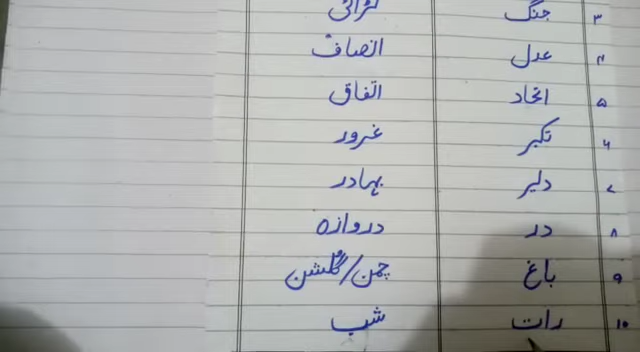 ۳ جنگ لڑائی
۴ عدل انصاف
۵ اتحاد اتفاق
۶ تکبر غرور
۷ دلیر بہادر
۸ در دروازہ
۹ باغ چمن/گلشن
۱۰ رات شب